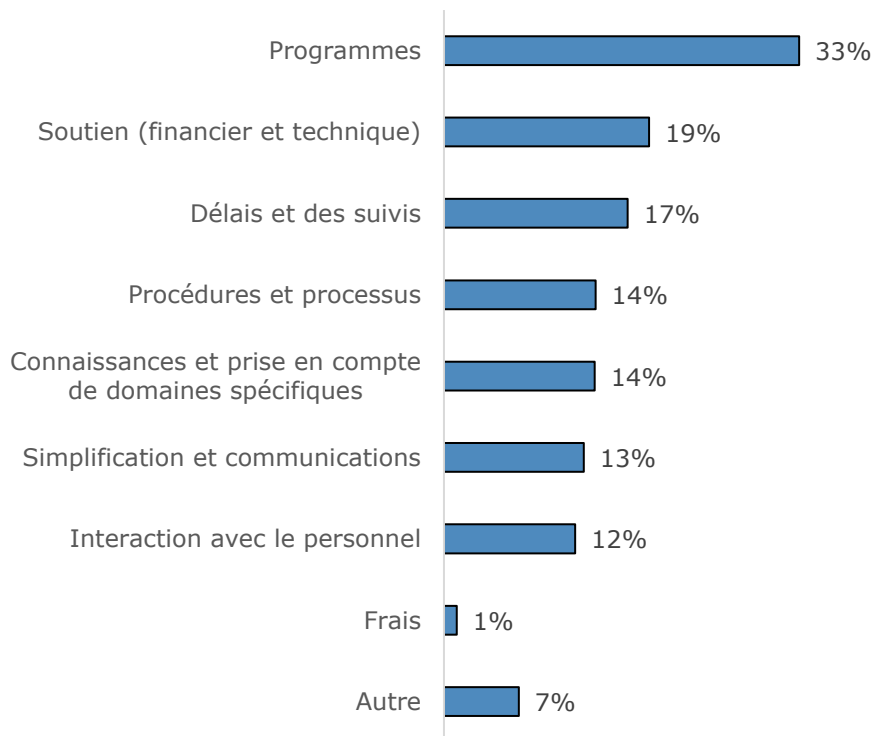 Programmes
33%
Soutien (financier et technique)
19%
Délais et des suivis
17%
Procédures et processus
14%
Connaissances et prise en compte
de domaines spécifiques
14%
Simplification et communications
13%
Interaction avec le personnel
12%
Frais
1%
Autre
7%